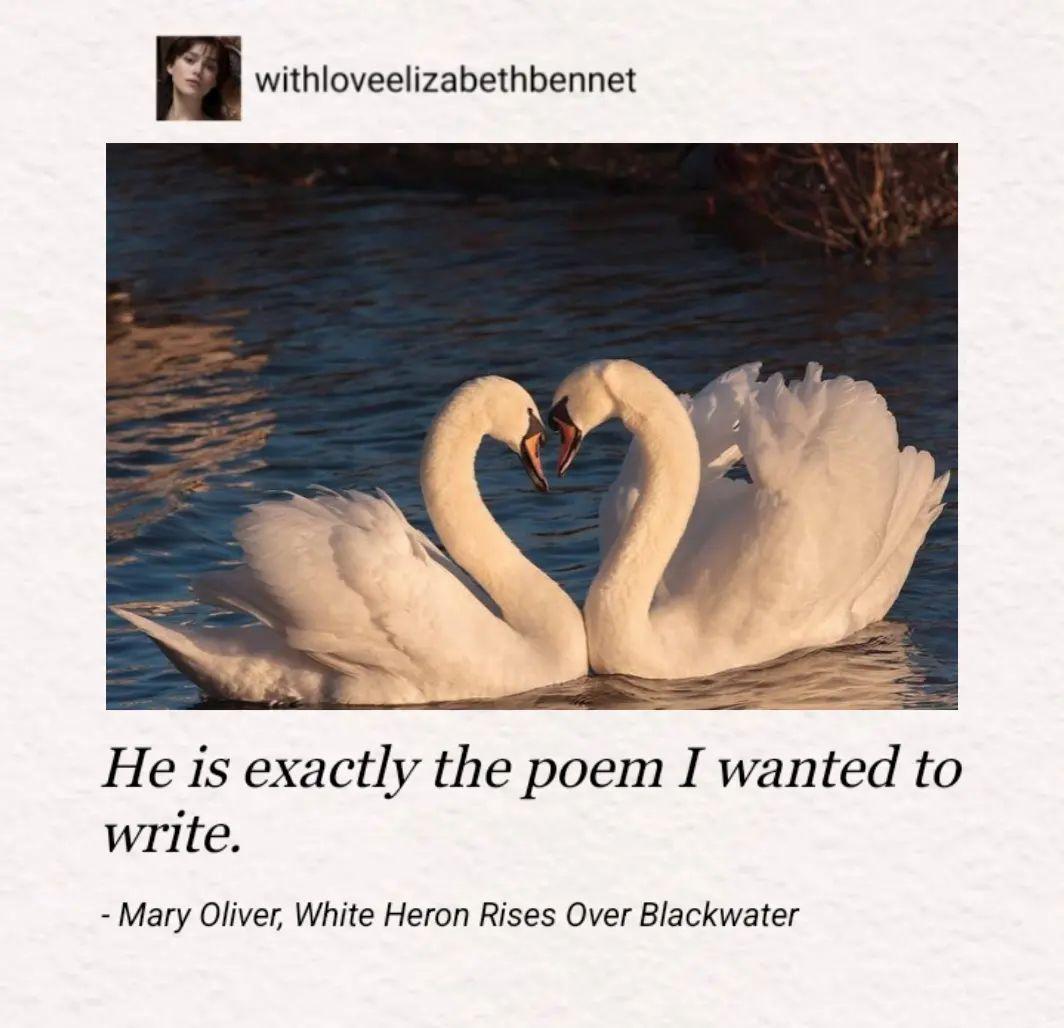 withloveelizabethbennet
He is exactly the poem I wanted to
write.
- Mary Oliver, White Heron Rises Over Blackwater